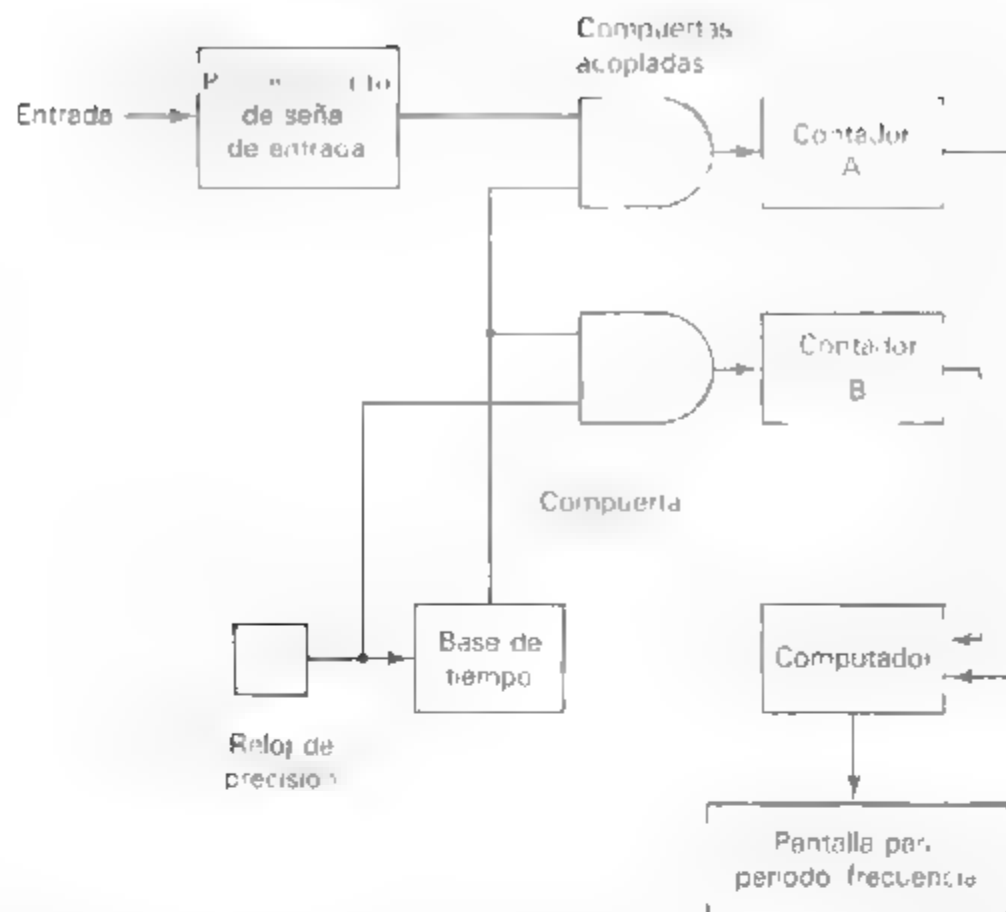 Compuertas
acopladas
Entrada
de seña
de entrada
Contador
A
Contador
B
Compuerta
Base de
tiempo
Computador
Reloj de
precisión
Pantalla
periodo frecuencia